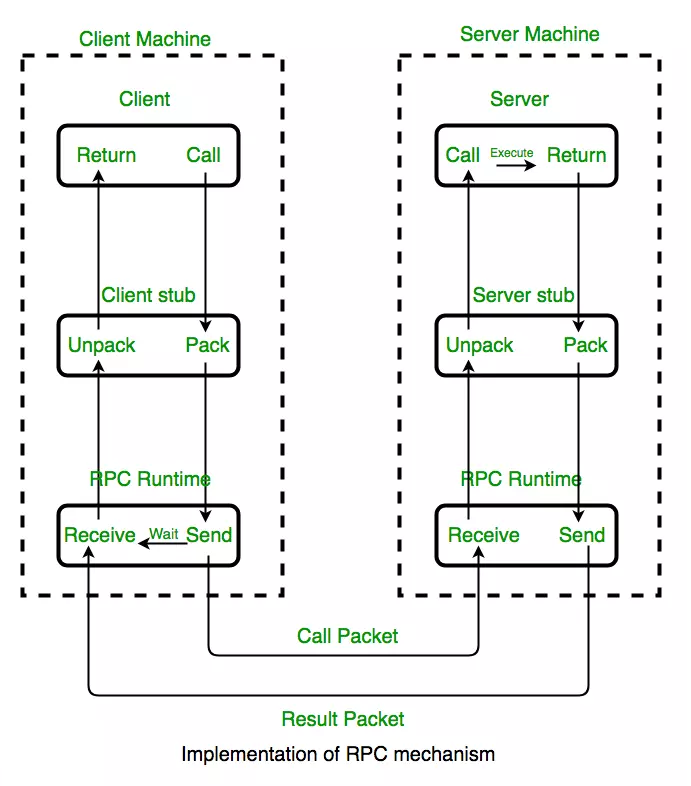 Client Machine
Server Machine
Client
Server
Return Call
Call Execute Return
Client stub
Server stub
Unpack Pack
Unpack Pack
RPC Runtime
RPC Runtime
Receive Wait Send
Receive Send
Call Packet
Result Packet
Implementation of RPC mechanism